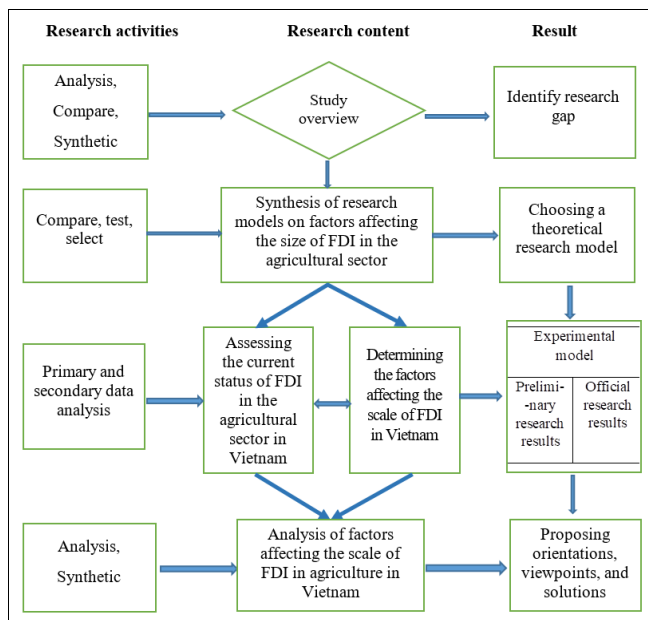 Research activities
Research content
Result
Analysis,
Compare,
Synthetic
Study
overview
Identify research
gap
Compare, test,
select
Synthesis of research
models on factors affecting
the size of FDI in the
agricultural sector
Choosing a
theoretical
research model
Primary and
secondary data
analysis
Assessing
the current
status of FDI
in the
agricultural
sector in
Vietnam
Determining
the factors
affecting the
scale of FDI
in Vietnam
Experimental
model
Prelimi-
-nary
research
results
Official
research
results
Analysis,
Synthetic
Analysis of factors
affecting the scale of
FDI in agriculture in
Vietnam
Proposing
orientations,
viewpoints, and
solutions